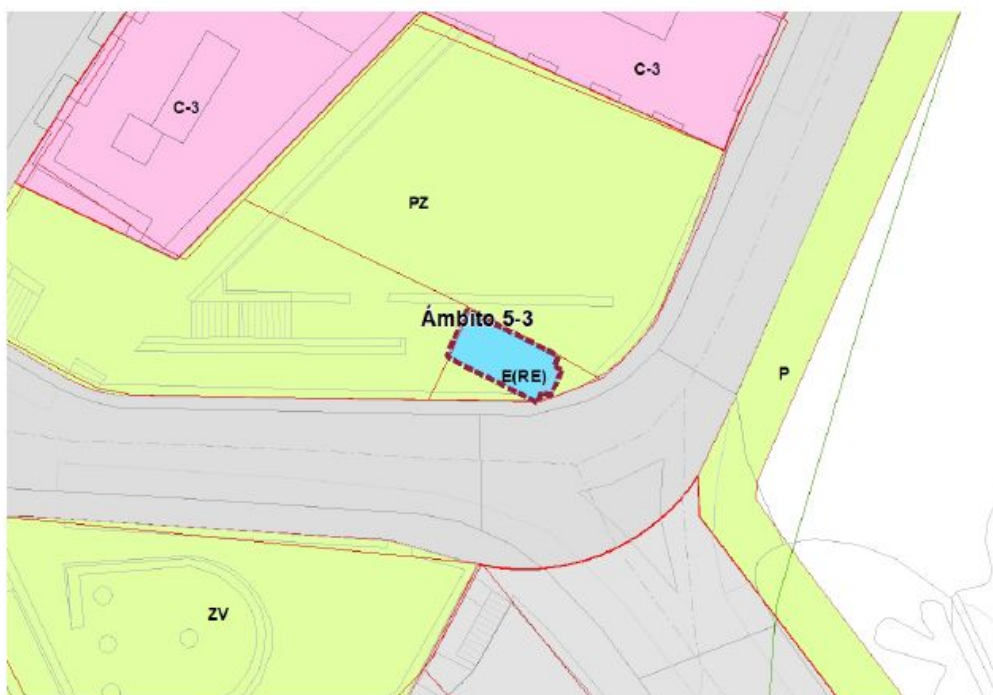 C-3
C-3
PZ
Ámbito 5-3
E(RE)
P
ZV